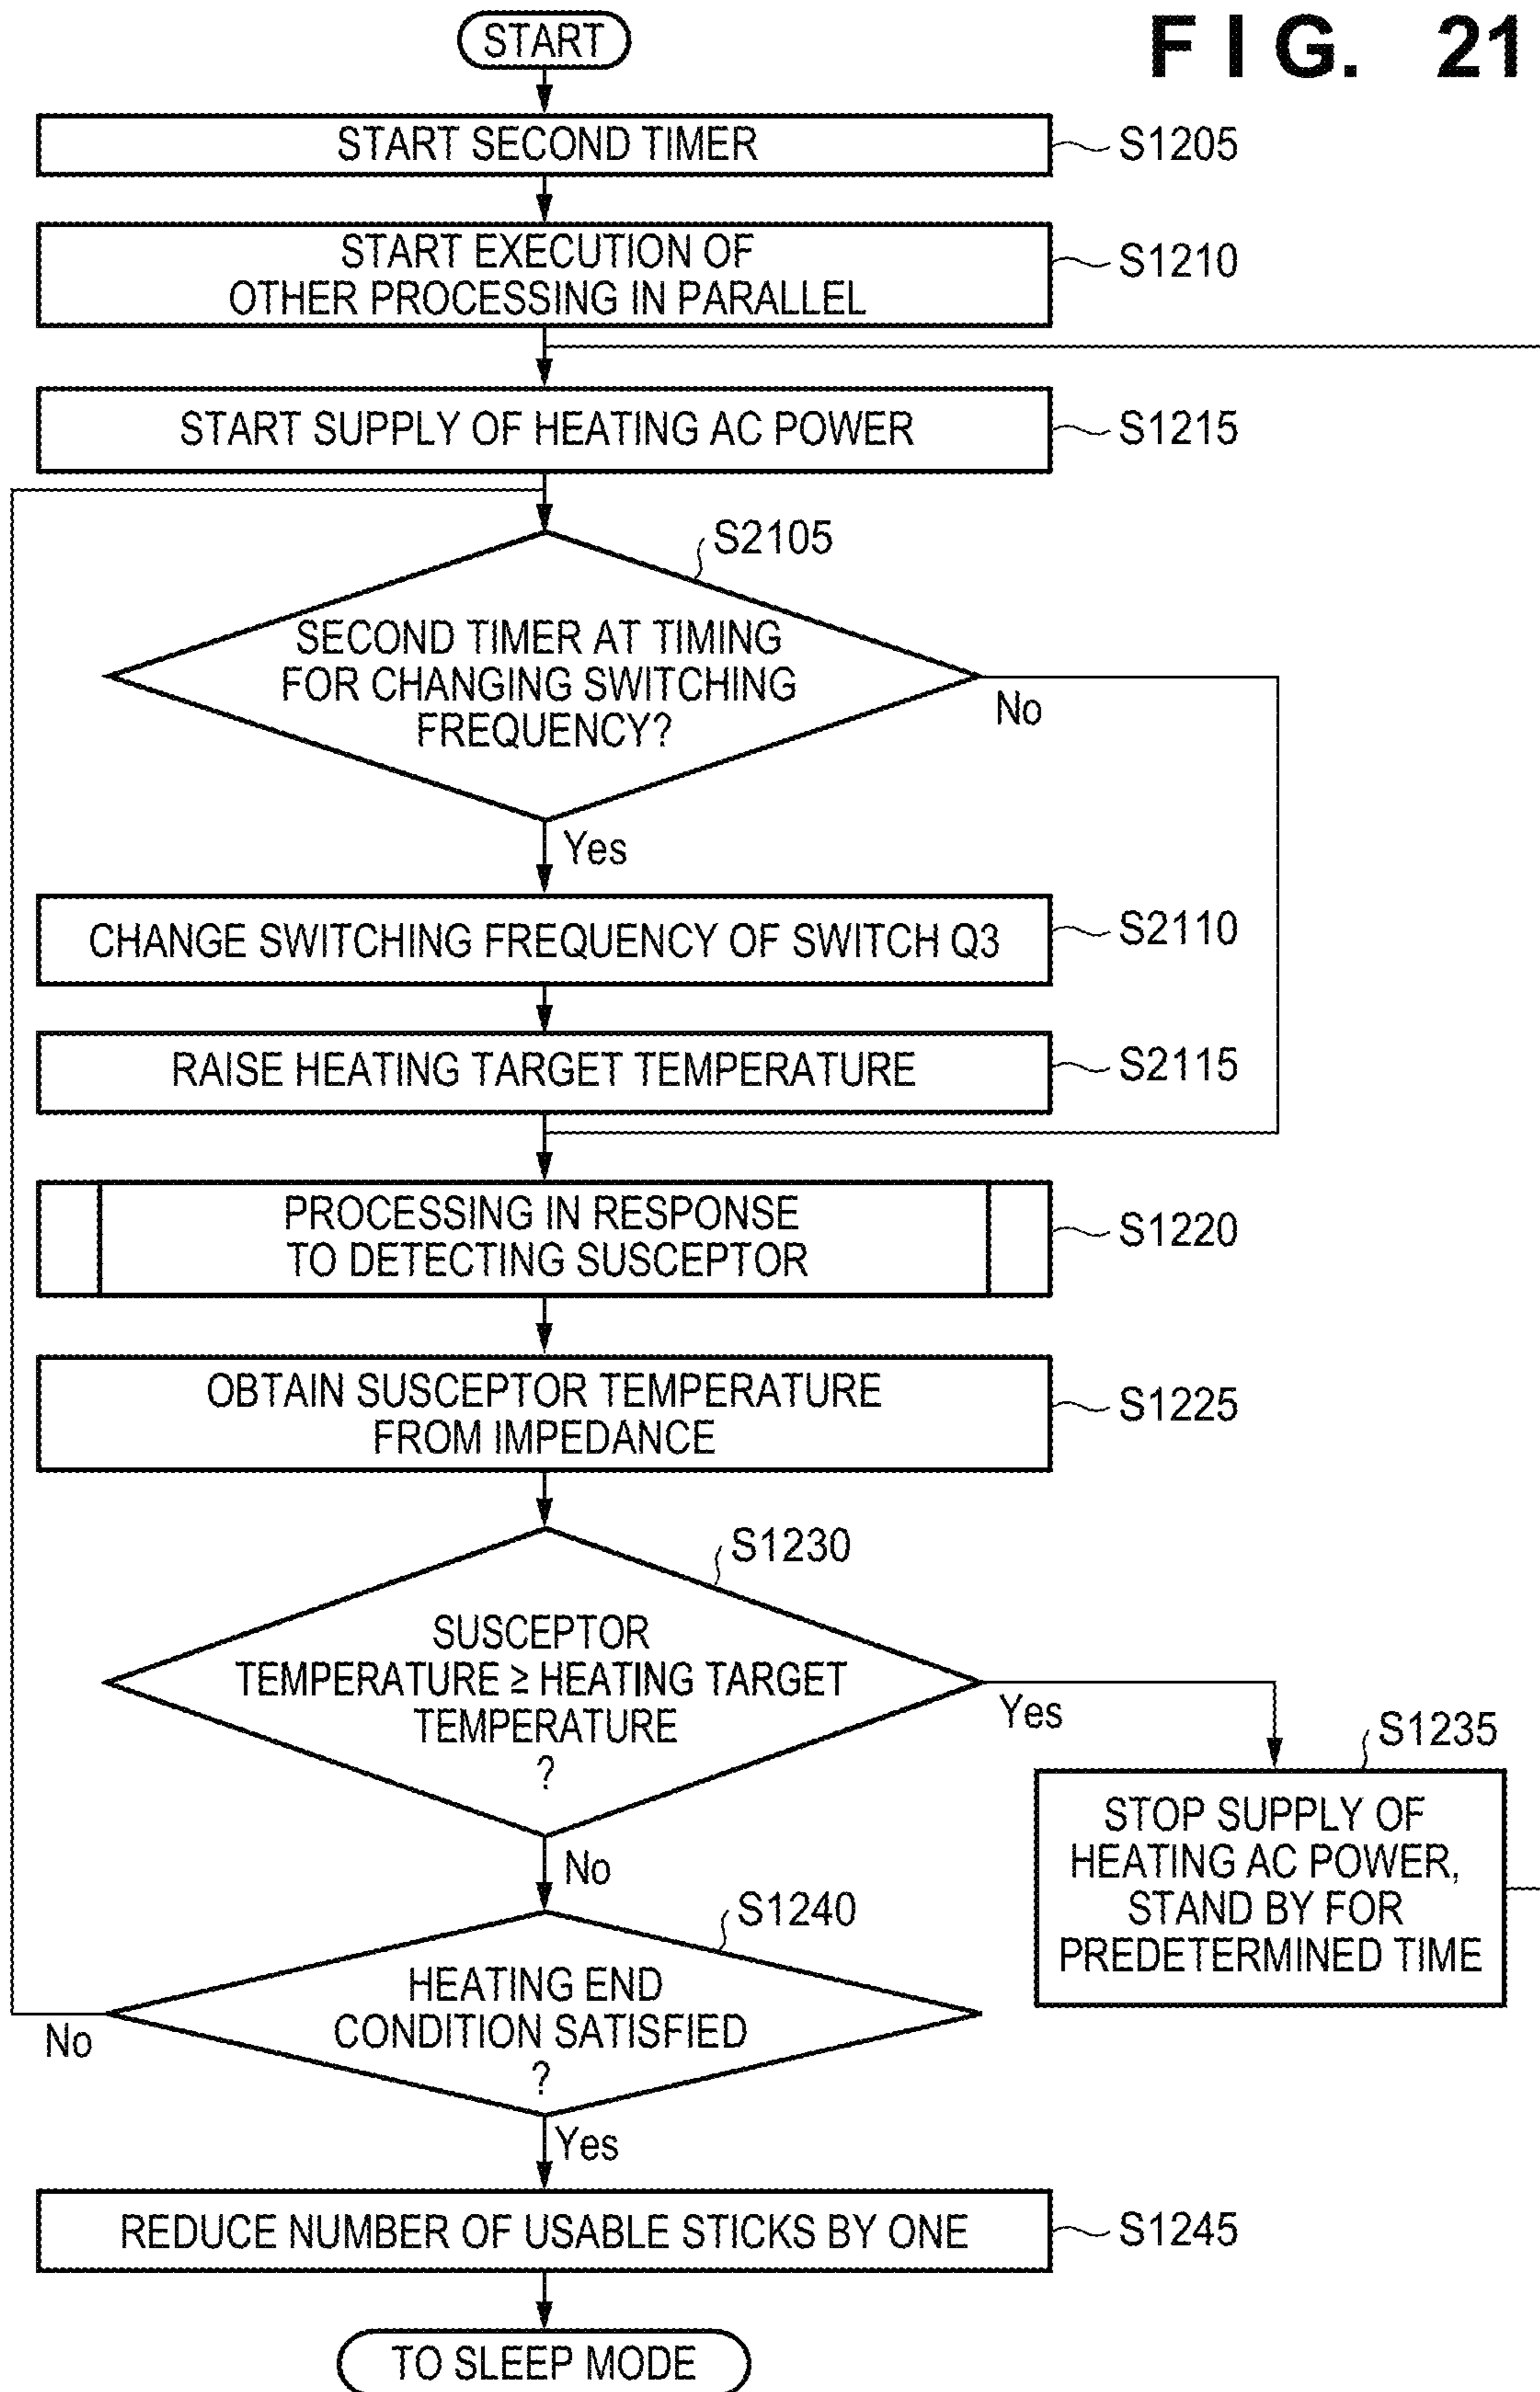 FIG. 21
START
START SECOND TIMER
S1205
START EXECUTION OF
OTHER PROCESSING IN PARALLEL
S1210
START SUPPLY OF HEATING AC POWER
S1215
S2105
SECOND TIMER AT TIMING
FOR CHANGING SWITCHING
FREQUENCY?
No
Yes
CHANGE SWITCHING FREQUENCY OF SWITCH Q3
S2110
RAISE HEATING TARGET TEMPERATURE
S2115
PROCESSING IN RESPONSE
TO DETECTING SUSCEPTOR
S1220
OBTAIN SUSCEPTOR TEMPERATURE
FROM IMPEDANCE
S1225
S1230
SUSCEPTOR
TEMPERATURE ≥ HEATING TARGET
TEMPERATURE
?
Yes
No
S1235
STOP SUPPLY OF
HEATING AC POWER,
STAND BY FOR
PREDETERMINED TIME
S1240
HEATING END
CONDITION SATISFIED
?
No
Yes
REDUCE NUMBER OF USABLE STICKS BY ONE
S1245
TO SLEEP MODE